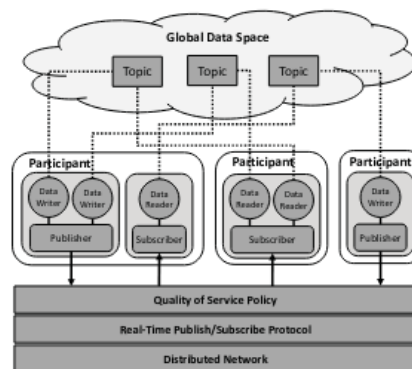 Global Data Space
Topic
Topic
Topic
Participant
Participant
Participant
Data
Writer
Data
Writer
Data
Reader
Data
Reader
Data
Reader
Data
Writer
Publisher
Subscriber
Subscriber
Publisher
Quality of Service Policy
Real-Time Publish/Subscribe Protocol
Distributed Network